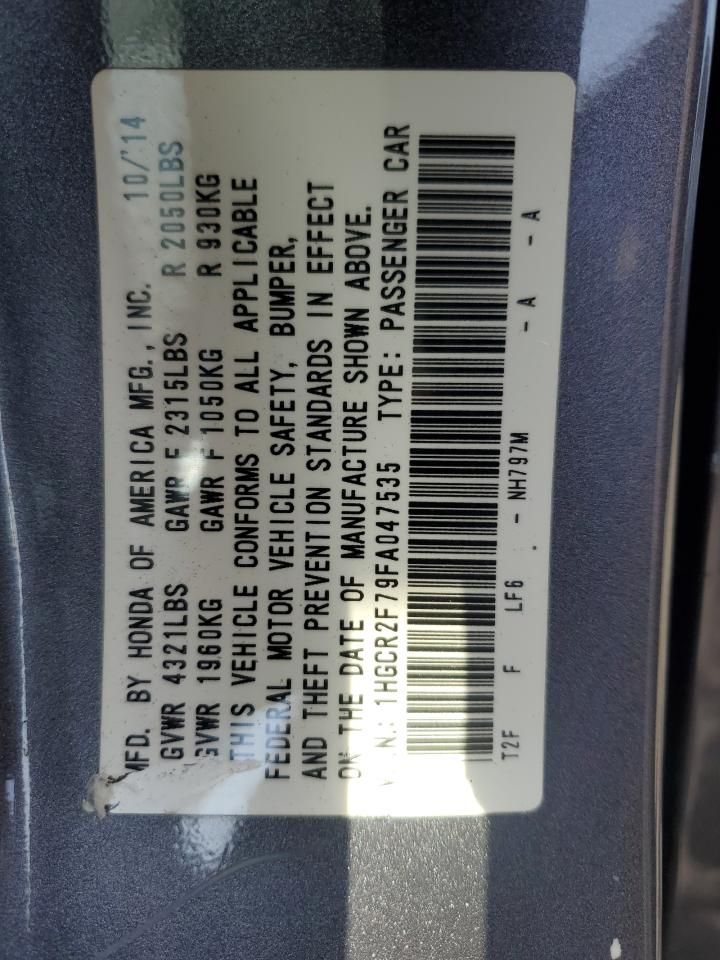 MFD. BY HONDA OF AMERICA MFG., INC. 10/'14
GVWR 4321LBS GAWR F 2315LBS R 2050LBS
GVWR 1960KG GAWR F 1050KG R 930KG
THIS VEHICLE CONFORMS TO ALL APPLICABLE
FEDERAL MOTOR VEHICLE SAFETY, BUMPER,
AND THEFT PREVENTION STANDARDS IN EFFECT
ON THE DATE OF MANUFACTURE SHOWN ABOVE.
V.I.N.: 1HGCR2F79FA047535 TYPE: PASSENGER CAR
T2F F LF6 . - NH797M - A - A